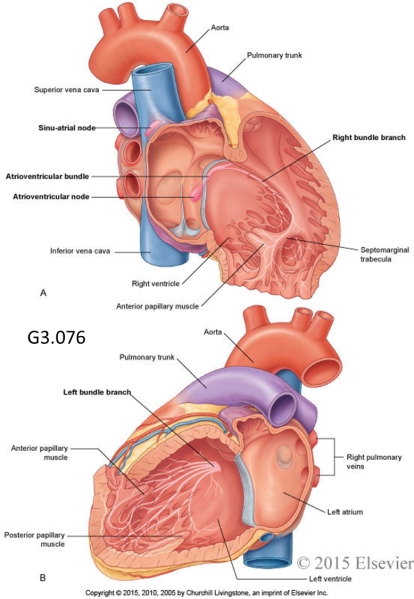 Aorta
Pulmonary trunk
Superior vena cava
Sinu-atrial node
Right bundle branch
Atrioventricular bundle
Atrioventricular node
Inferior vena cava
Septomarginal
trabecula
Right ventricle
Anterior papillary muscle
A
G3.076
Aorta
Pulmonary trunk
Left bundle branch
Anterior papillary
muscle
Right pulmonary
veins
Left atrium
Posterior papillary
muscle
© 2015 Elsevier
B
Left ventricle
Copyright © 2015, 2010, 2005 by Churchill Livingstone, an imprint of Elsevier Inc.